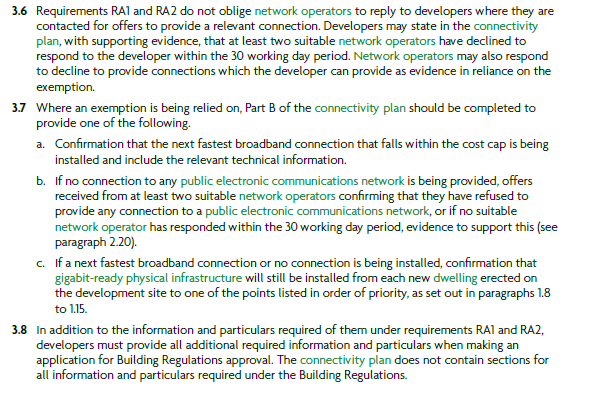 3.6 Requirements RA1 and RA2 do not oblige network operators to reply to developers where they are
contacted for offers to provide a relevant connection. Developers may state in the connectivity
plan, with supporting evidence, that at least two suitable network operators have declined to
respond to the developer within the 30 working day period. Network operators may also respond
to decline to provide connections which the developer can provide as evidence in reliance on the
exemption.
3.7 Where an exemption is being relied on, Part B of the connectivity plan should be completed to
provide one of the following.
a. Confirmation that the next fastest broadband connection that falls within the cost cap is being
installed and include the relevant technical information.
b. If no connection to any public electronic communications network is being provided, offers
received from at least two suitable network operators confirming that they have refused to
provide any connection to a public electronic communications network, or if no suitable
network operator has responded within the 30 working day period, evidence to support this (see
paragraph 2.20).
c. If a next fastest broadband connection or no connection is being installed, confirmation that
gigabit-ready physical infrastructure will still be installed from each new dwelling erected on
the development site to one of the points listed in order of priority, as set out in paragraphs 1.8
to 1.15.
3.8 In addition to the information and particulars required of them under requirements RA1 and RA2,
developers must provide all additional required information and particulars when making an
application for Building Regulations approval. The connectivity plan does not contain sections for
all information and particulars required under the Building Regulations.